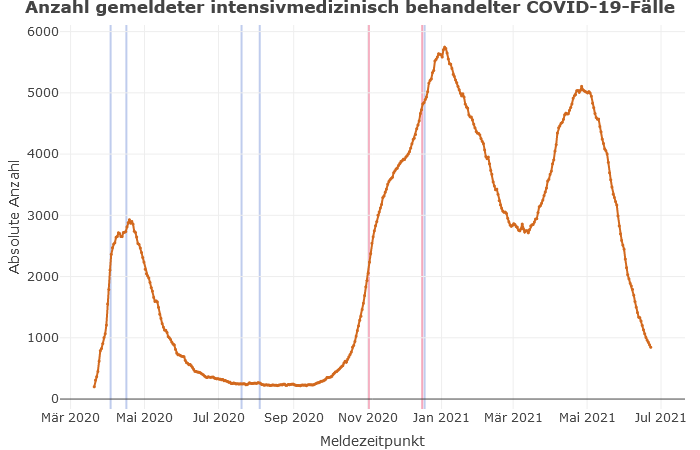 Anzahl gemeldeter intensivmedizinisch behandelter COVID-19-Fälle
6000
5000
4000
3000
2000
1000
0
Absolute Anzahl
Mär 2020 Mai 2020 Jul 2020 Sep 2020 Nov 2020 Jan 2021 Mär 2021 Mai 2021 Jul 2021
Meldezeitpunkt